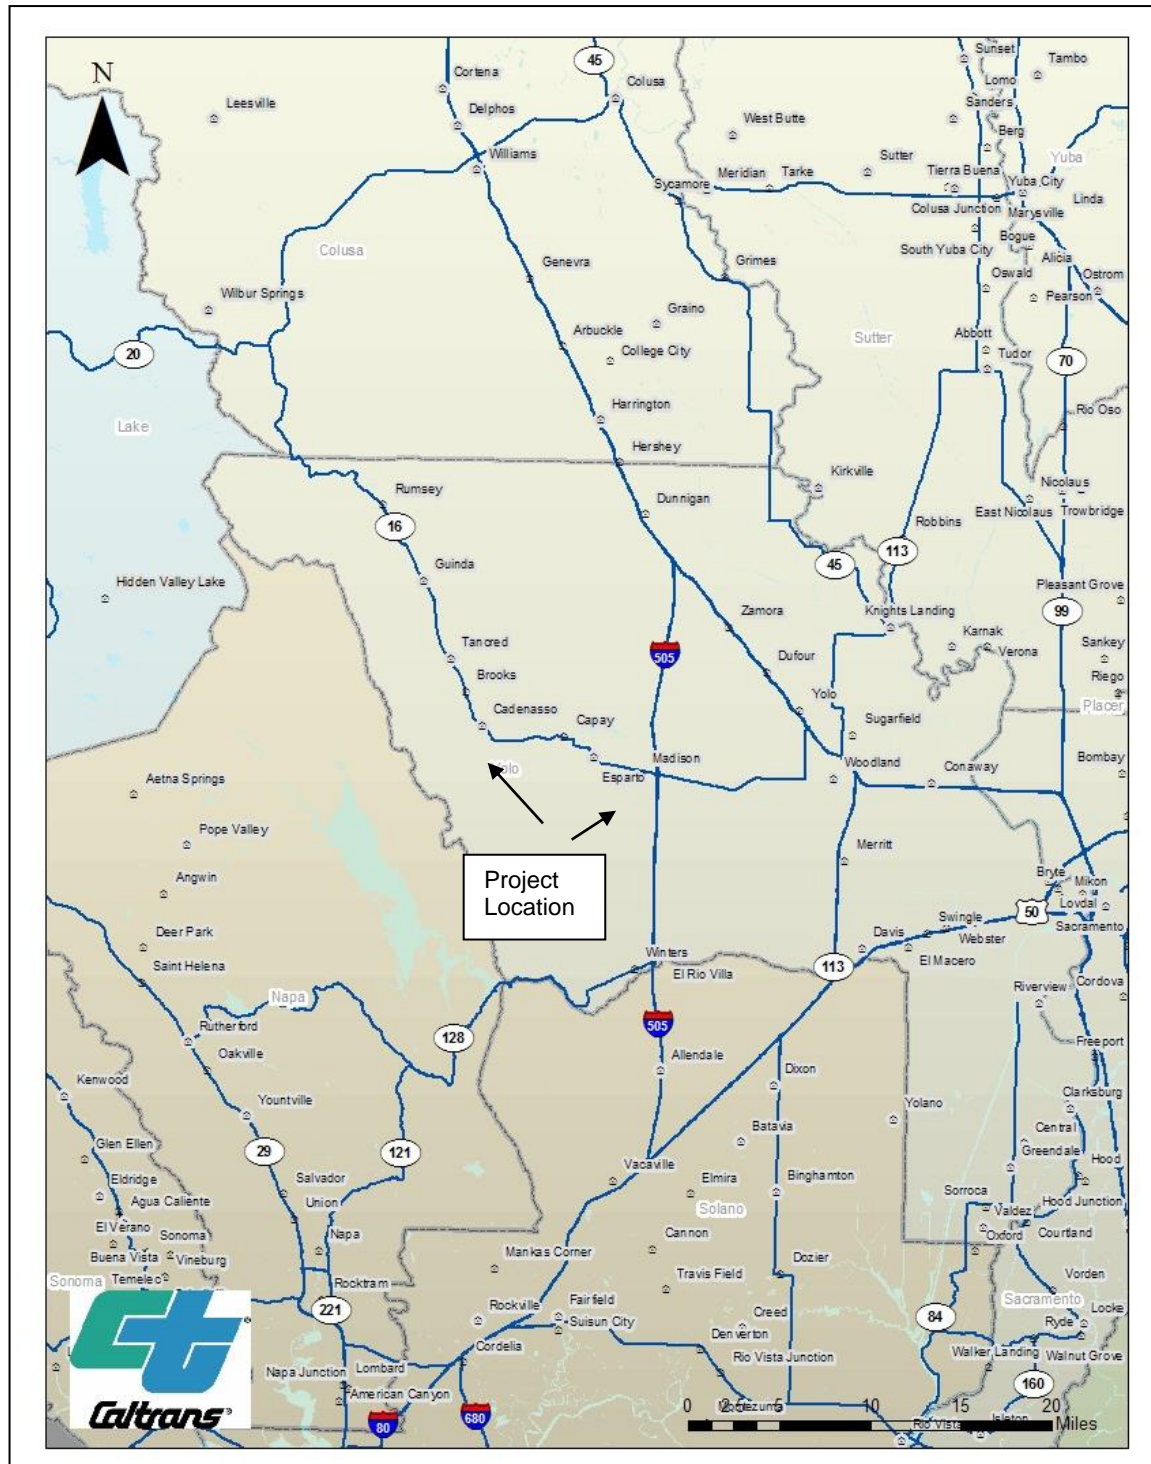 N
45
Cortena
Colusa
Sunset
Tambo
Lomo
Leesville
Delphos
Sanders
West Butte
Berg
Williams
Sutter
Yuba
Meridian
Tarke
Tierra Buena
Sycamore
Yuba City
Linda
Colusa Junction
Marysville
Colusa
South Yuba City
Bogue
Genevra
Grimes
Alicia
Oswald
Ostrom
Wilbur Springs
Pearson
Graino
Arbuckle
Sutter
Abbott
20
College City
Tudor
70
Harrington
Rio Oso
Lake
Hershey
Kirkville
Rumsey
Nicolaus
Dunnigan
East Nicolaus
Trowbridge
16
Robbins
113
45
Guinda
Hidden Valley Lake
Pleasant Grove
Zamora
Knights Landing
99
Tancred
Karnak
Sankey
505
Dufour
Verona
Brooks
Riego
Yolo
Placer
Cadenasso
Capay
Sugarfield
Madison
Woodland
Bombay
Aetna Springs
Esparto
Conaway
Pope Valley
Merritt
Project
Location
Angwin
Bryte
Mikon
50
Lovdal
Swingle
Deer Park
Davis
Webster
Sacramento
Winters
El Macero
Saint Helena
El Rio Villa
113
Cordova
Napa
Riverview
Rutherford
505
128
Freeport
Oakville
Allendale
Dixon
Kenwood
Clarksburg
Yountville
Yolano
Batavia
Central
Glen Ellen
29
121
Greendale
Hood
Vacaville
Eldridge
Salvador
Elmira
Binghamton
Sorroca
Hood Junction
Agua Caliente
Union
Solano
Valdez
El Verano
Sonoma
Cannon
Oxford
Courtland
Buena Vista
Vineburg
Napa
Mankas Corner
Dozier
Sonoma
Temelec
Rocktram
Travis Field
Vorden
Sacramento
221
Rockville
Fairfield
Creed
84
Locke
Suisun City
Ryde
Denverton
Cordelia
Walker Landing
Walnut Grove
Napa Junction
Lombard
Rio Vista Junction
160
American Canyon
Caltrans
80
680
0
5
10
15
20
Miles
Rio Vista
Isleton